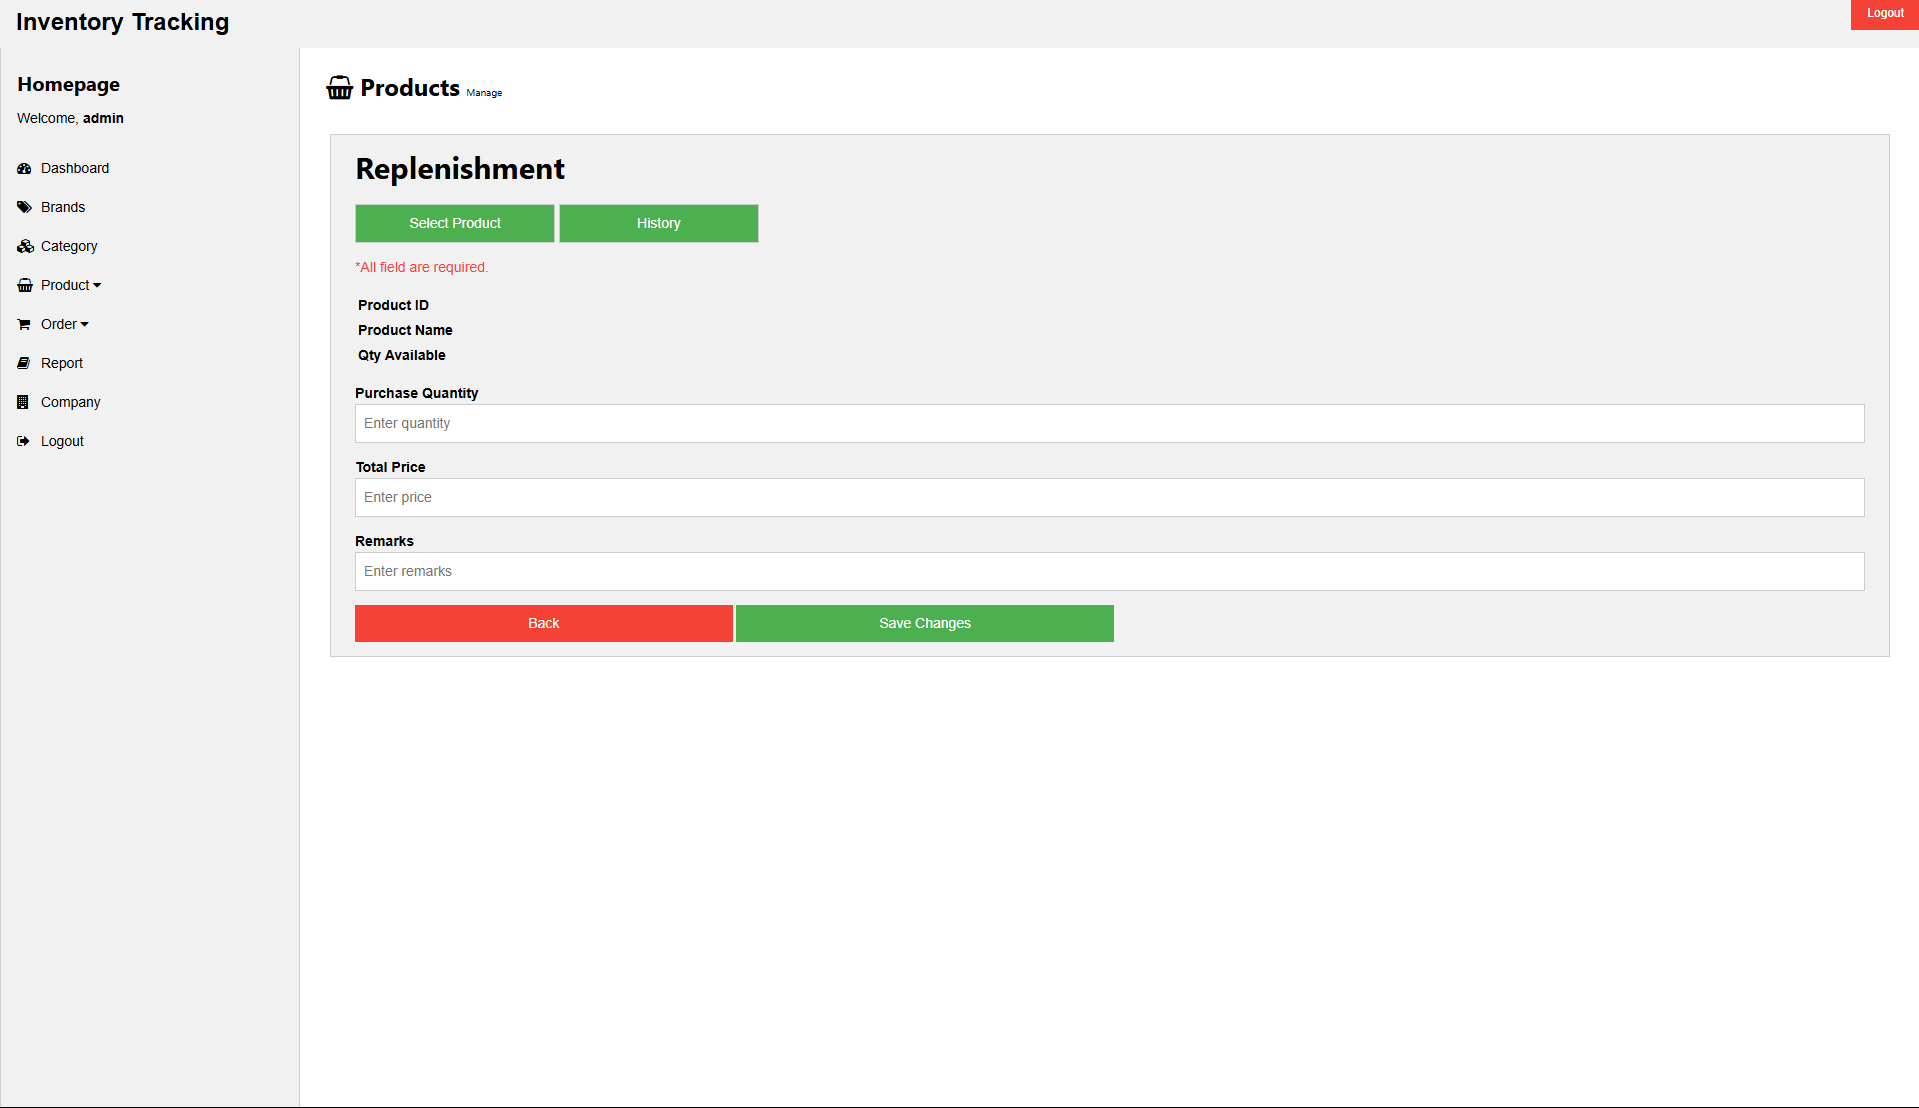 Inventory Tracking
Logout
Homepage
Welcome, admin
Dashboard
Brands
Category
Product
Order
Report
Company
Logout
Products Manage
Replenishment
Select Product
History
*All field are required.
Product ID
Product Name
Qty Available
Purchase Quantity
Enter quantity
Total Price
Enter price
Remarks
Enter remarks
Back
Save Changes